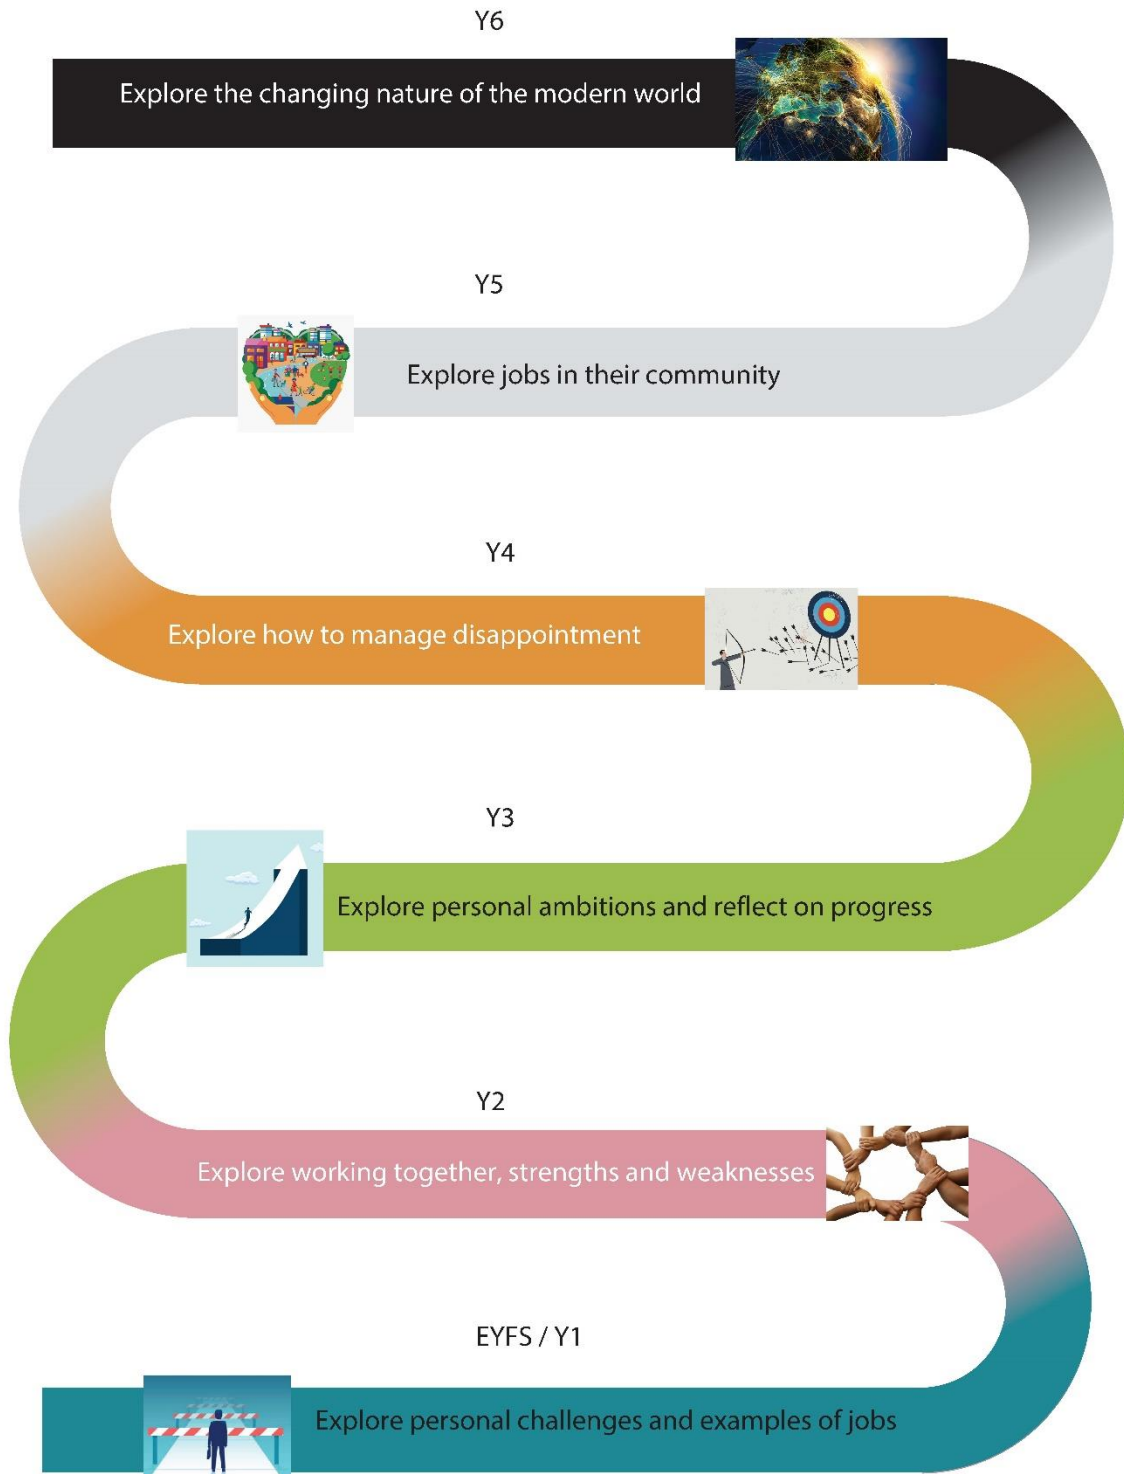 Y6
Explore the changing nature of the modern world
Y5
Explore jobs in their community
Y4
Explore how to manage disappointment
Y3
Explore personal ambitions and reflect on progress
Y2
Explore working together, strengths and weaknesses
EYFS / Y1
Explore personal challenges and examples of jobs